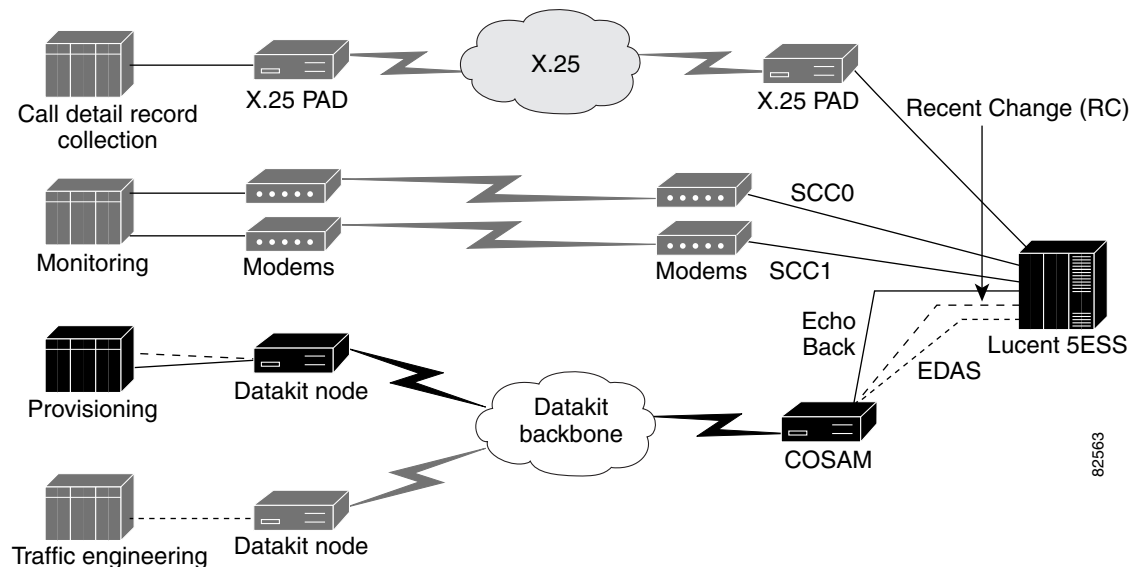 X.25
X.25 PAD
X.25 PAD
Call detail record
collection
Recent Change (RC)
SCC0
Monitoring
Modems
Modems
SCC1
Echo
Back
Lucent 5ESS
EDAS
Provisioning
Datakit node
Datakit
backbone
COSAM
82563
Traffic engineering
Datakit node